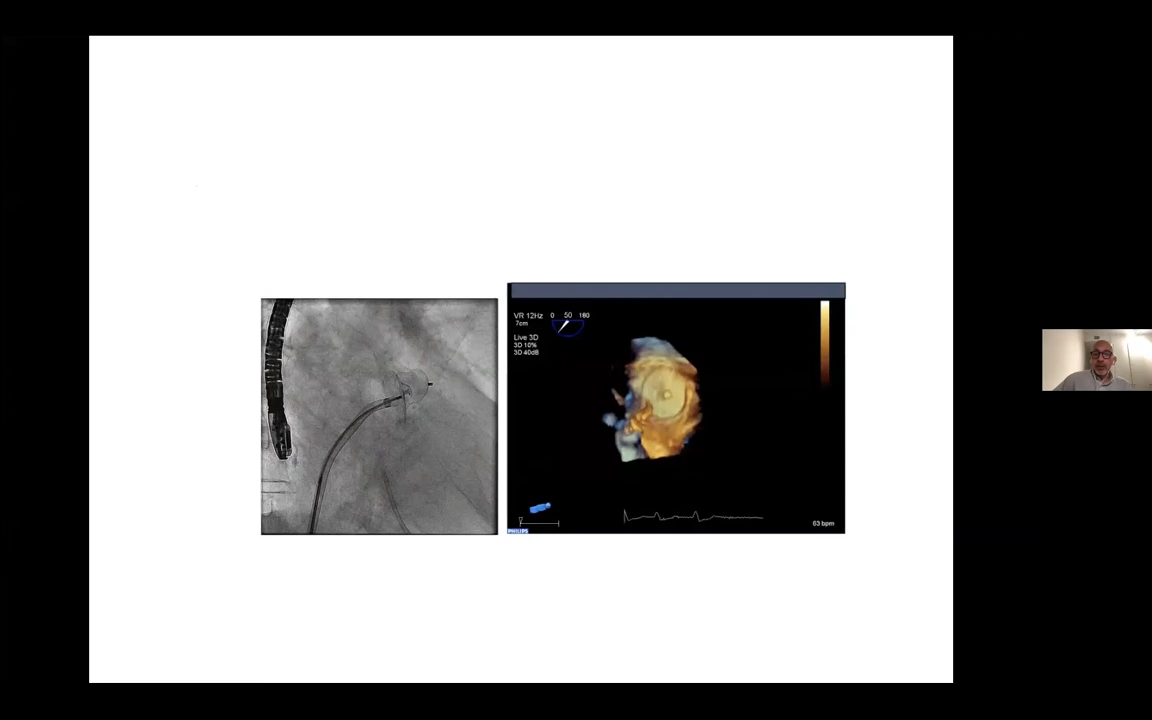 VR 12Hz
7cm
0 50 180
Live 3D
3D 10%
3D 40dB
63 bpm
PHILIPS